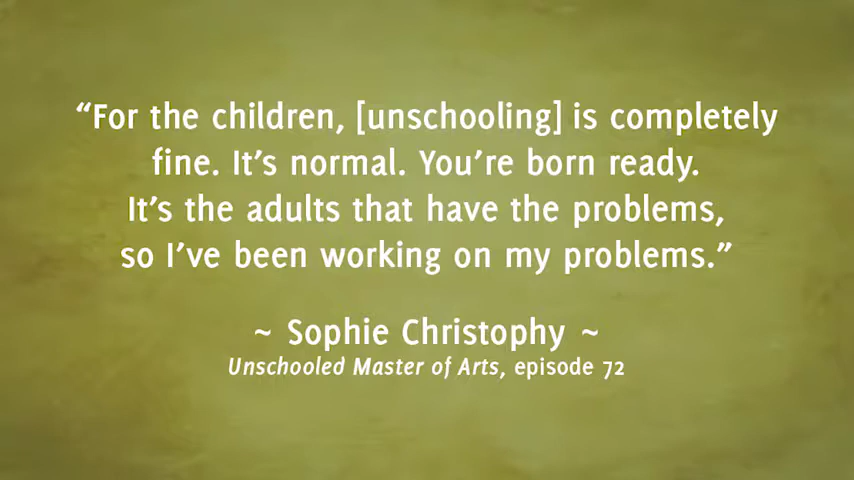 “For the children, [unschooling] is completely
fine. It’s normal. You’re born ready.
It’s the adults that have the problems,
so I’ve been working on my problems.”
~ Sophie Christophy ~
Unschooled Master of Arts, episode 72